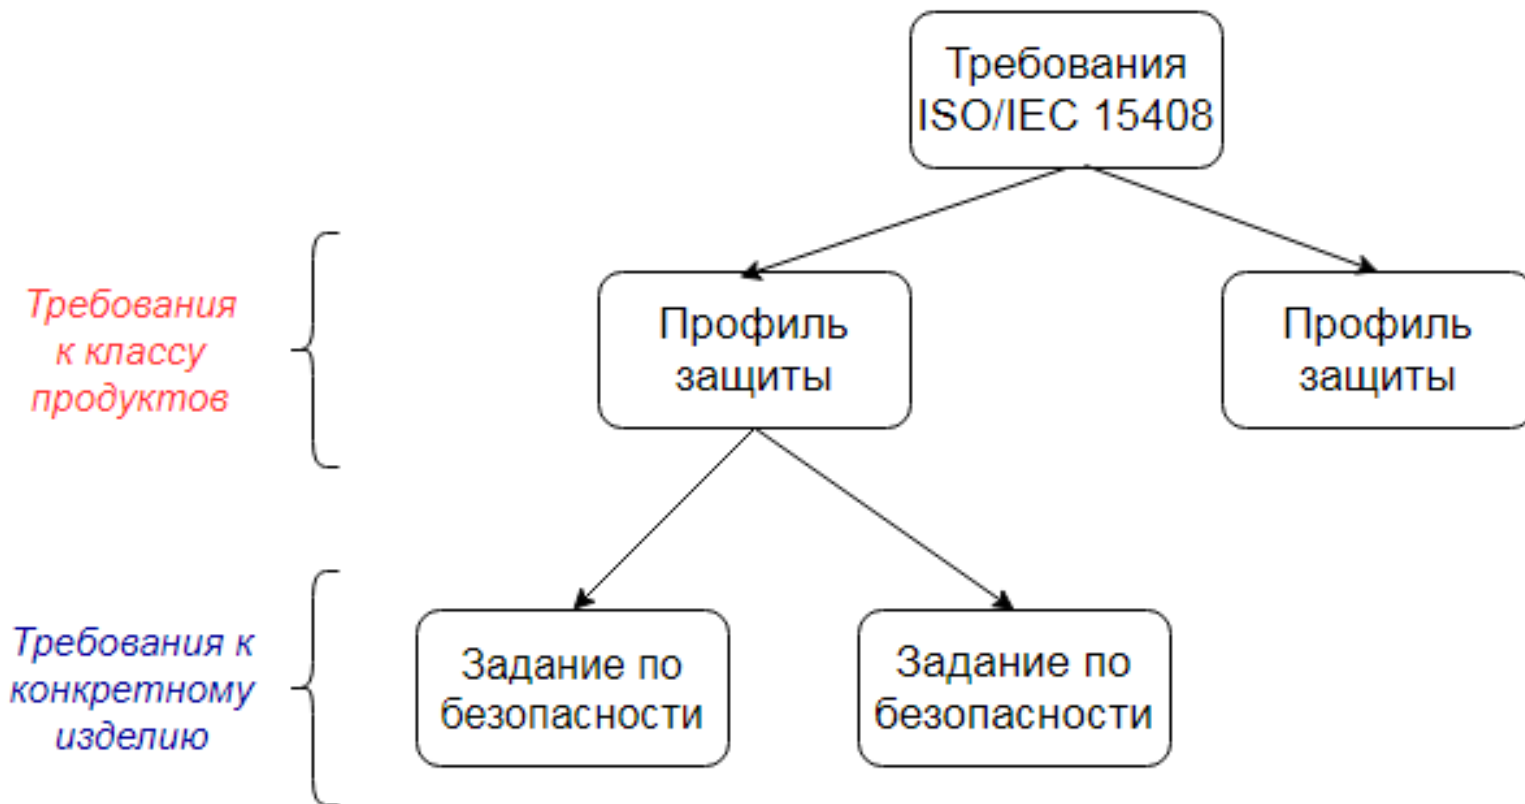 Требования
ISO/IEC 15408
Требования
к классу
продуктов
Профиль
защиты
Профиль
защиты
Требования к
конкретному
изделию
Задание по
безопасности
Задание по
безопасности